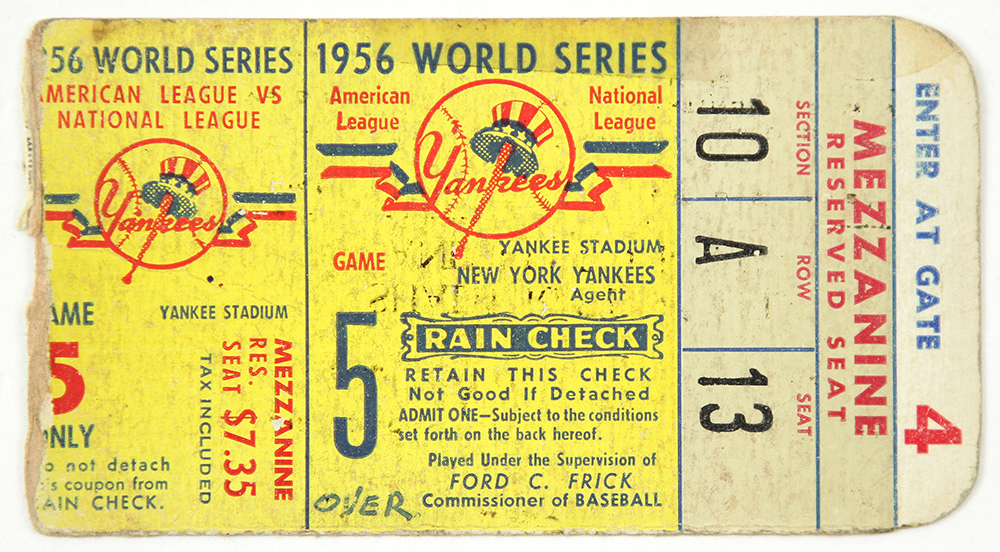 56 WORLD SERIES
AMERICAN LEAGUE VS
NATIONAL LEAGUE
Yankees
AME
YANKEE STADIUM
5
ONLY
o not detach
s coupon from
AIN CHECK.
MEZZANINE
RES.
SEAT $7.35
TAX INCLUDED
1956 WORLD SERIES
American
League
National
League
Yankees
GAME
YANKEE STADIUM
NEW YORK YANKEES
Agent
5
RAIN CHECK
RETAIN THIS CHECK
Not Good If Detached
ADMIT ONE—Subject to the conditions
set forth on the back hereof.
Played Under the Supervision of
FORD C. FRICK
Commissioner of BASEBALL
OVER
10 A 13
SECTION ROW SEAT
MEZZANINE
RESERVED SEAT
ENTER AT GATE 4